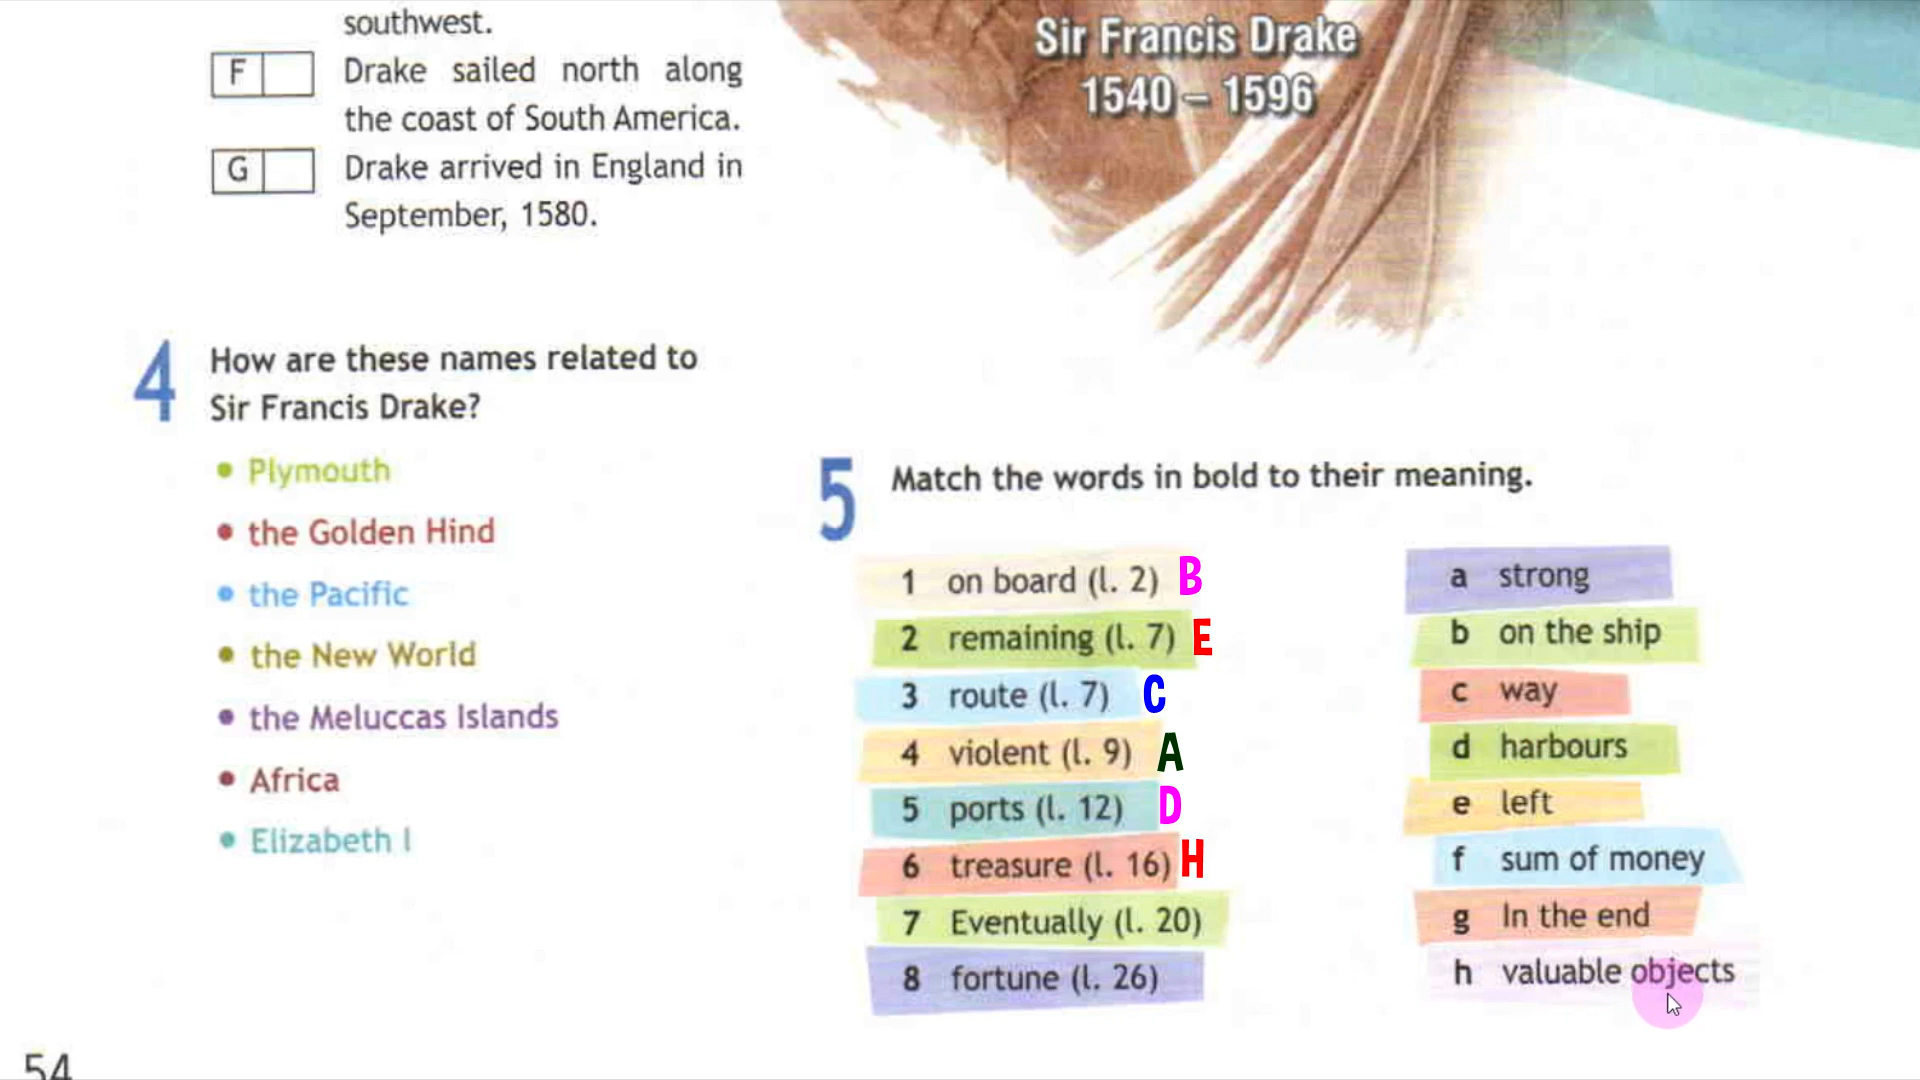 southwest.
F
Drake sailed north along
the coast of South America.
G
Drake arrived in England in
September, 1580.
Sir Francis Drake
1540 – 1596
4
How are these names related to
Sir Francis Drake?
• Plymouth
• the Golden Hind
• the Pacific
• the New World
• the Meluccas Islands
• Africa
• Elizabeth I
5
Match the words in bold to their meaning.
1 on board (l. 2) B
2 remaining (l. 7) E
3 route (l. 7) C
4 violent (l. 9) A
5 ports (l. 12) D
6 treasure (l. 16) H
7 Eventually (l. 20)
8 fortune (l. 26)
a strong
b on the ship
c way
d harbours
e left
f sum of money
g In the end
h valuable objects
54